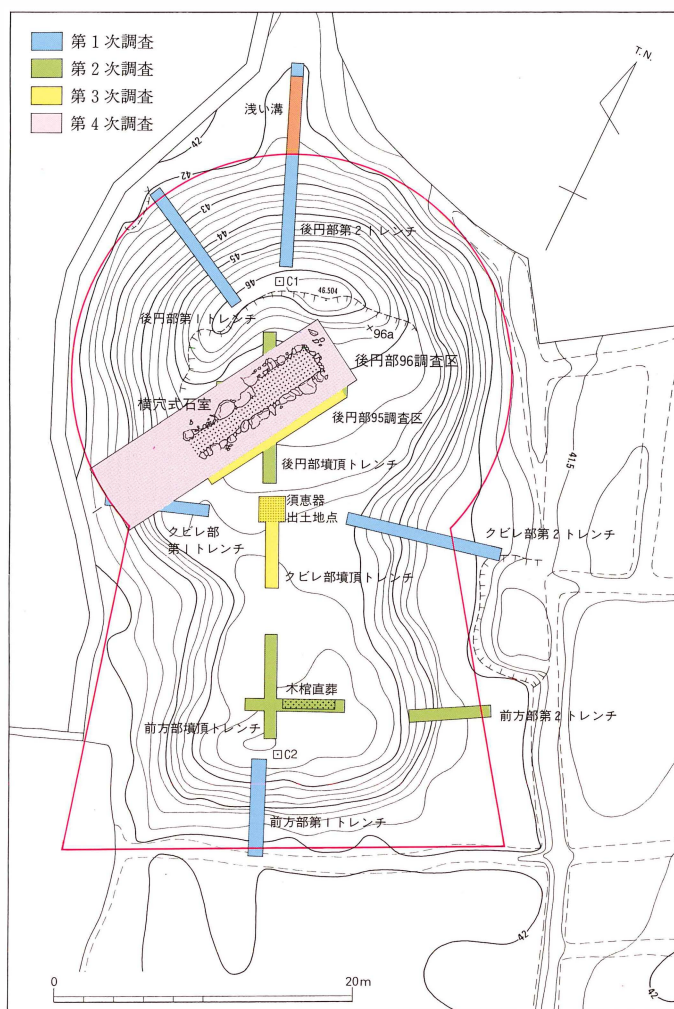 第1次調査
第2次調査
第3次調査
第4次調査
T.N.
浅い溝
42
42
43
44
45
46
後円部第2トレンチ
C1
46.504
96a
後円部第1トレンチ
後円部96調査区
横穴式石室
後円部95調査区
41.5
後円部墳頂トレンチ
須恵器
出土地点
クビレ部
第1トレンチ
クビレ部第2トレンチ
クビレ部墳頂トレンチ
木棺直葬
前方部墳頂トレンチ
前方部第2トレンチ
C2
前方部第1トレンチ
42
42
0
20m